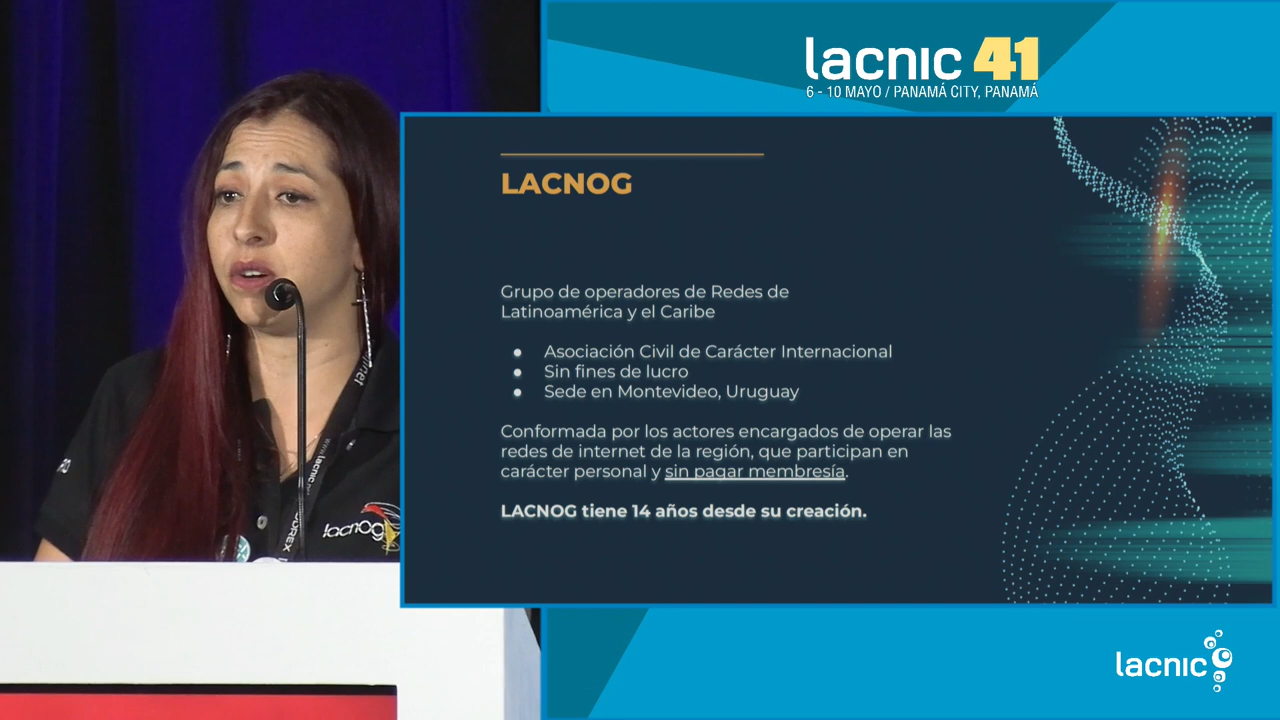 lacnic 41
6 - 10 MAYO / PANAMÁ CITY, PANAMÁ
LACNOG
Grupo de operadores de Redes de
Latinoamérica y el Caribe
● Asociación Civil de Carácter Internacional
● Sin fines de lucro
● Sede en Montevideo, Uruguay
Conformada por los actores encargados de operar las
redes de internet de la región, que participan en
carácter personal y sin pagar membresía.
LACNOG tiene 14 años desde su creación.
lacnog
www.lacnic
lacnic